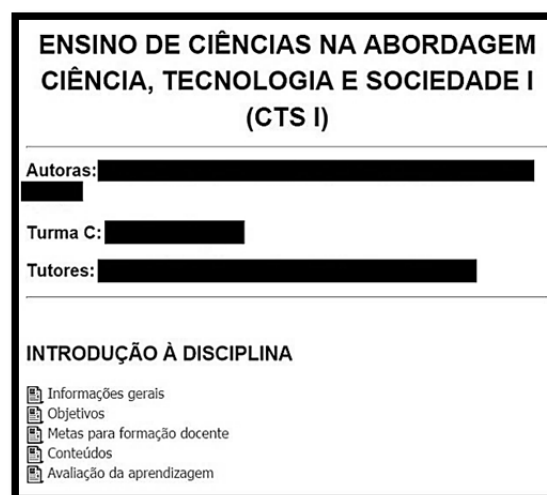 ENSINO DE CIÊNCIAS NA ABORDAGEM
CIÊNCIA, TECNOLOGIA E SOCIEDADE I
(CTS I)
Autoras:
Turma C:
Tutores:
INTRODUÇÃO À DISCIPLINA
Informações gerais
Objetivos
Metas para formação docente
Conteúdos
Avaliação da aprendizagem